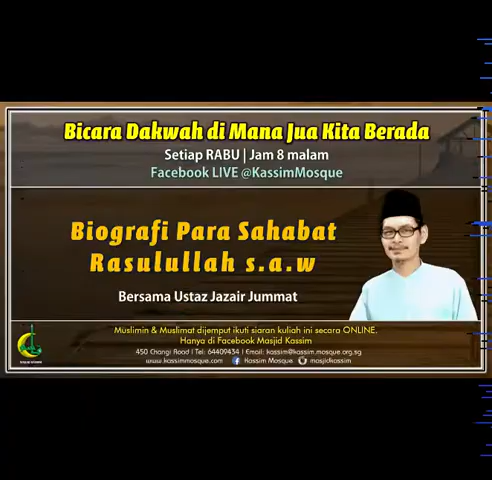 Bicara Dakwah di Mana Jua Kita Berada
Setiap RABU | Jam 8 malam
Facebook LIVE @KassimMosque
Biografi Para Sahabat
Rasulullah s.a.w
Bersama Ustaz Jazair Jummat
Muslimin & Muslimat dijemput ikuti siaran kuliah ini secara ONLINE.
Hanya di Facebook Masjid Kassim
450 Changi Road | Tel: 64409434 | Email: kassim@kassim.mosque.org.sg
www.kassimmosque.com Kassim Mosque masjidkassim